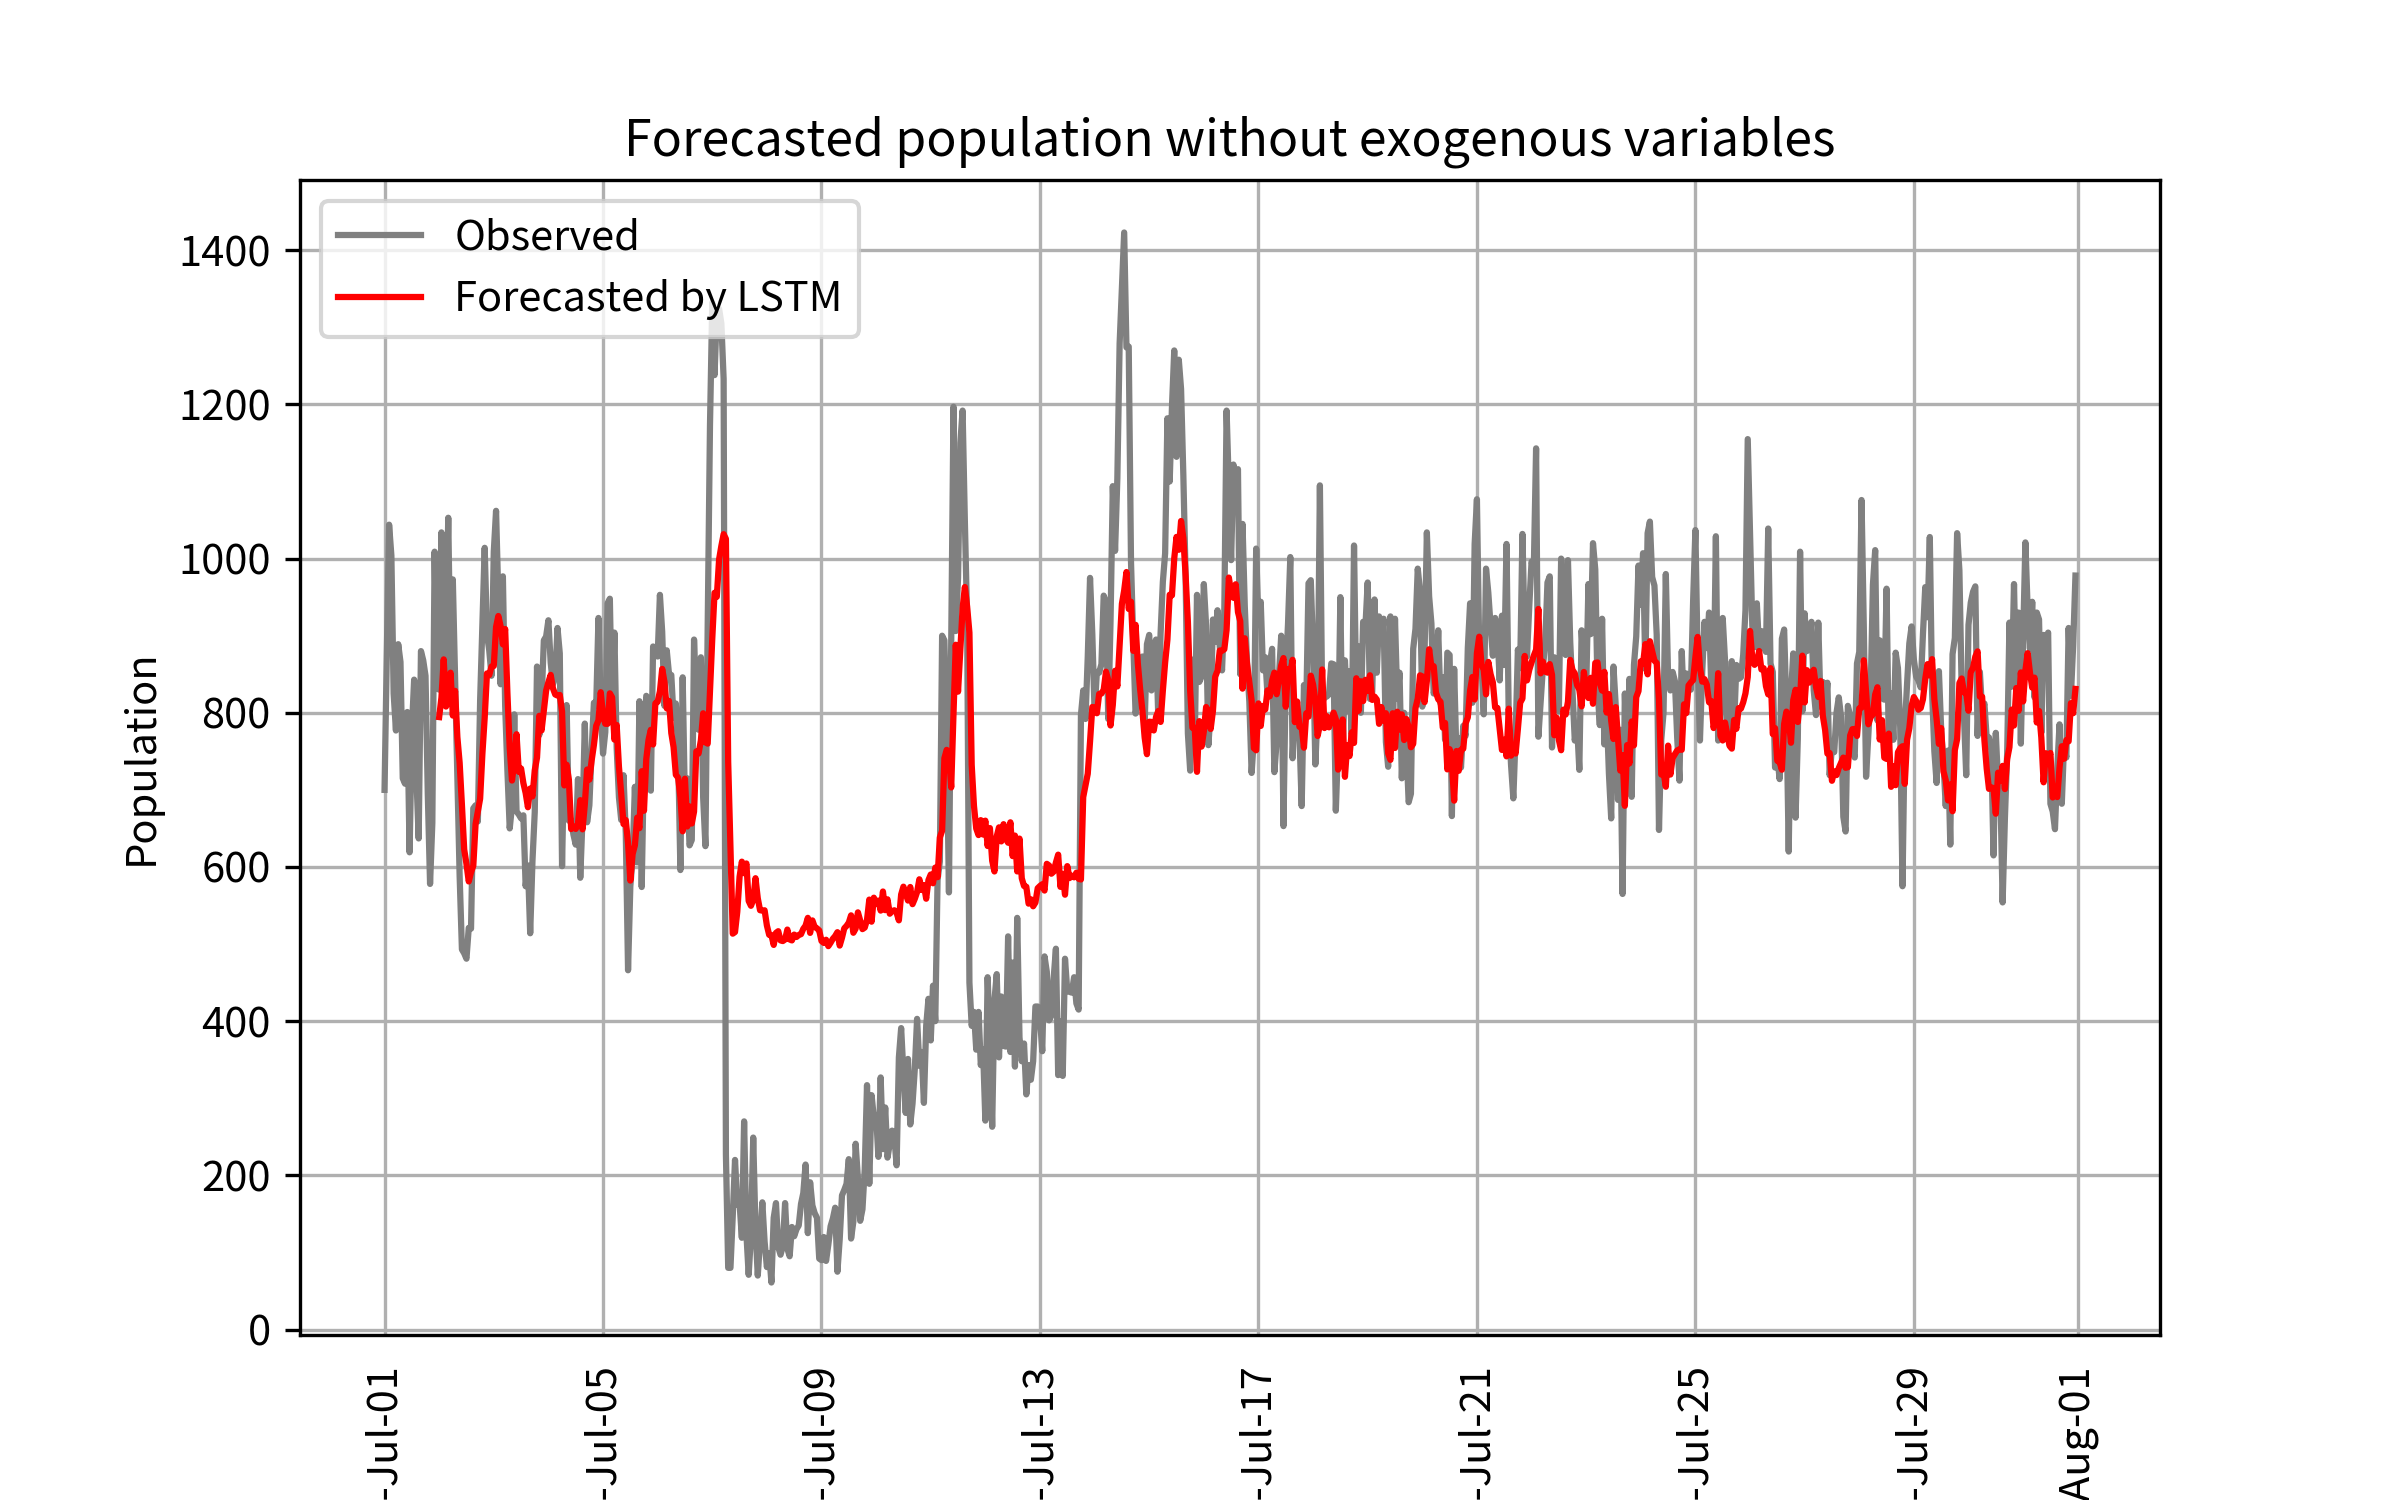 Forecasted population without exogenous variables
Observed
Forecasted by LSTM
Population
1400
1200
1000
800
600
400
200
0
-Jul-01
-Jul-05
-Jul-09
-Jul-13
-Jul-17
-Jul-21
-Jul-25
-Jul-29
Aug-01